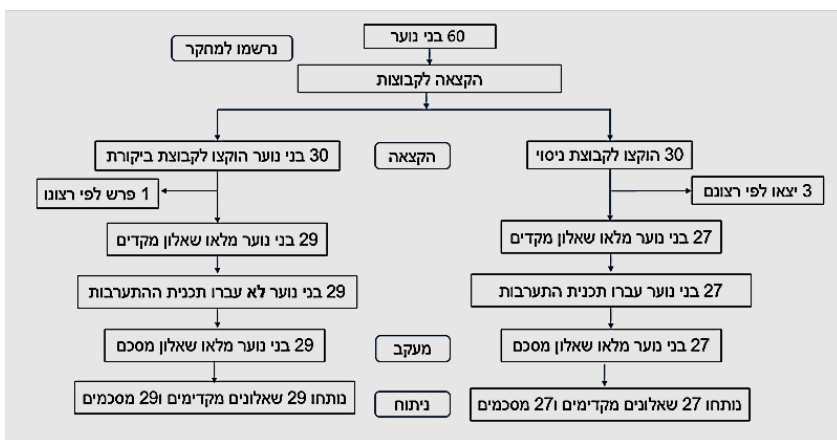 60 בני נוער
נרשמו למחקר
הקצאה לקבוצות
30 הוקצו לקבוצת ניסוי
הקצאה
30 בני נוער הוקצו לקבוצת ביקורת
3 יצאו לפי רצונם
1 פרש לפי רצונו
27 בני נוער מלאו שאלון מקדים
29 בני נוער מלאו שאלון מקדים
27 בני נוער עברו תכנית התערבות
29 בני נוער לא עברו תכנית ההתערבות
27 בני נוער מלאו שאלון מסכם
מעקב
29 בני נוער מלאו שאלון מסכם
נותחו 27 שאלונים מקדימים ו27 מסכמים
ניתוח
נותחו 29 שאלונים מקדימים ו29 מסכמים